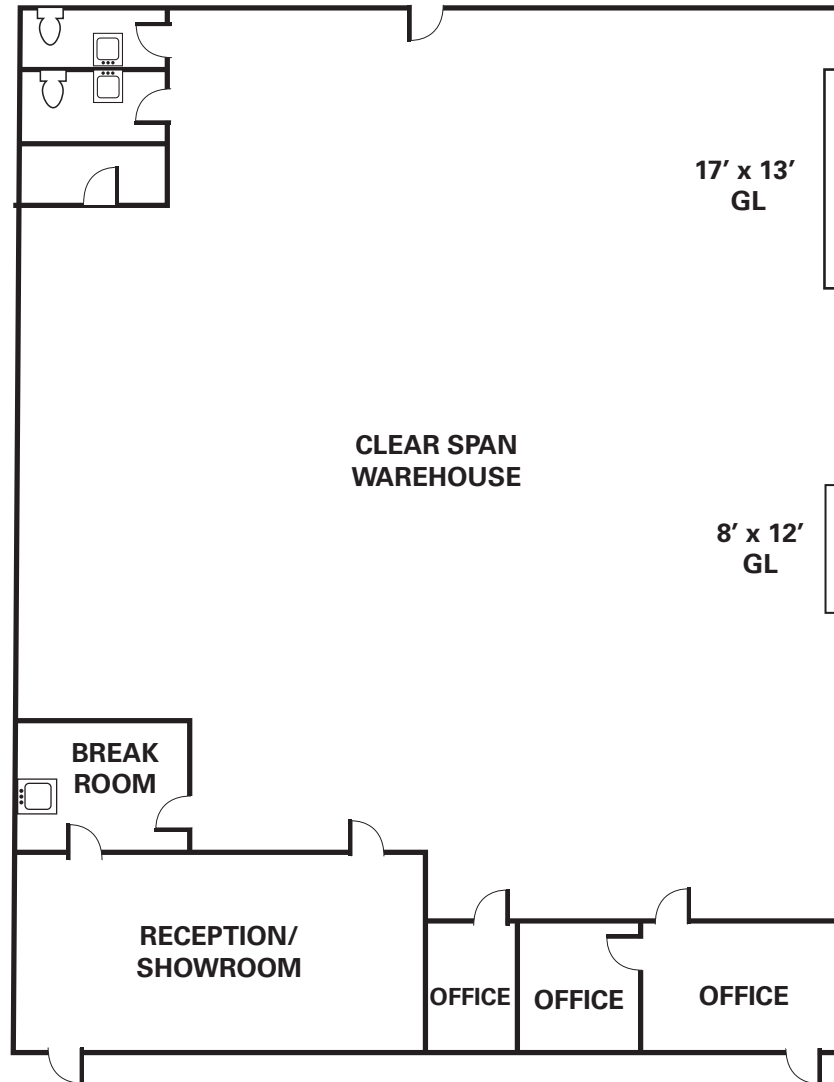 17’ x 13’
GL
CLEAR SPAN
WAREHOUSE
8’ x 12’
GL
BREAK
ROOM
RECEPTION/
SHOWROOM
OFFICE
OFFICE
OFFICE